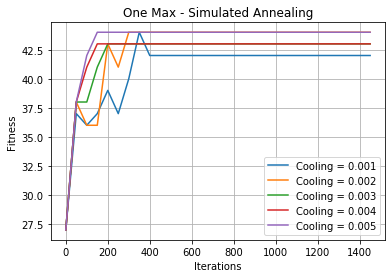 One Max - Simulated Annealing
Fitness
42.5
40.0
37.5
35.0
32.5
30.0
27.5
Cooling = 0.001
Cooling = 0.002
Cooling = 0.003
Cooling = 0.004
Cooling = 0.005
0 200 400 600 800 1000 1200 1400
Iterations